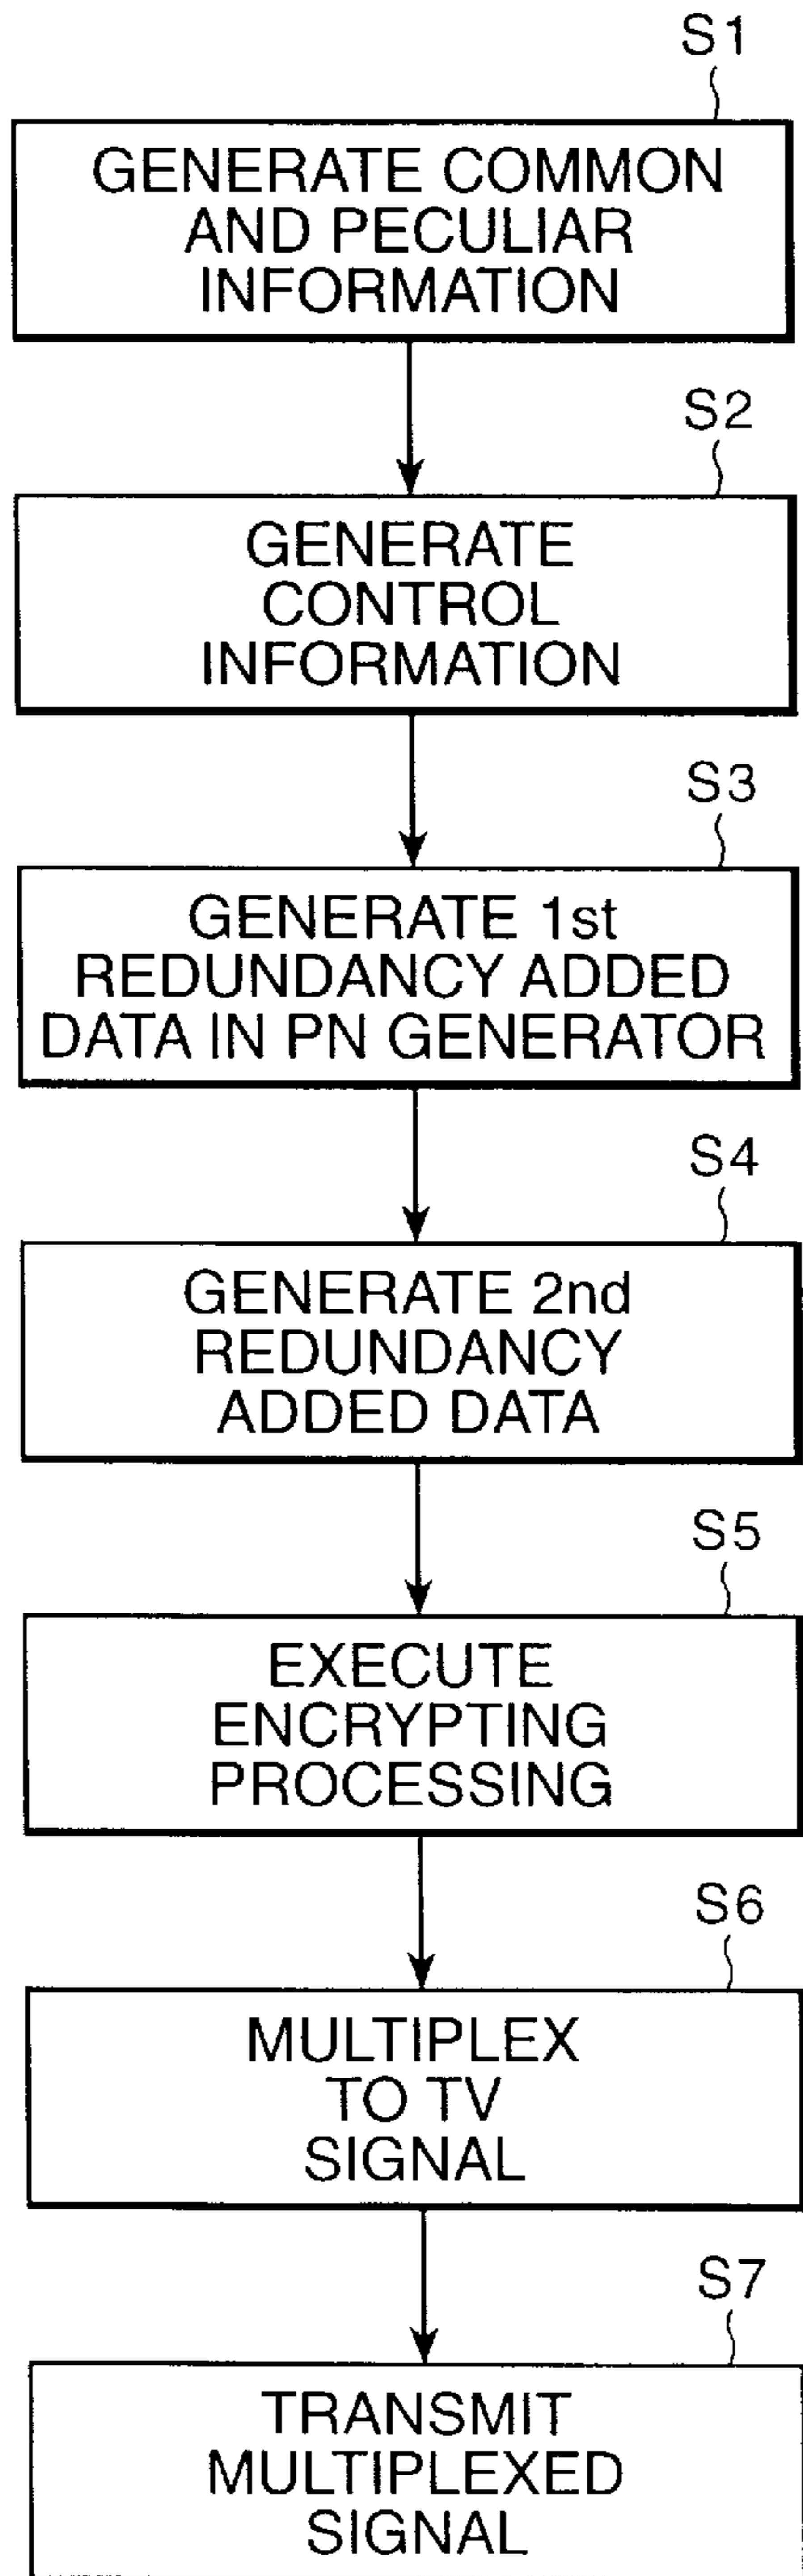 S1
GENERATE COMMON
AND PECULIAR
INFORMATION
S2
GENERATE
CONTROL
INFORMATION
S3
GENERATE 1st
REDUNDANCY ADDED
DATA IN PN GENERATOR
S4
GENERATE 2nd
REDUNDANCY
ADDED DATA
S5
EXECUTE
ENCRYPTING
PROCESSING
S6
MULTIPLEX
TO TV
SIGNAL
S7
TRANSMIT
MULTIPLEXED
SIGNAL